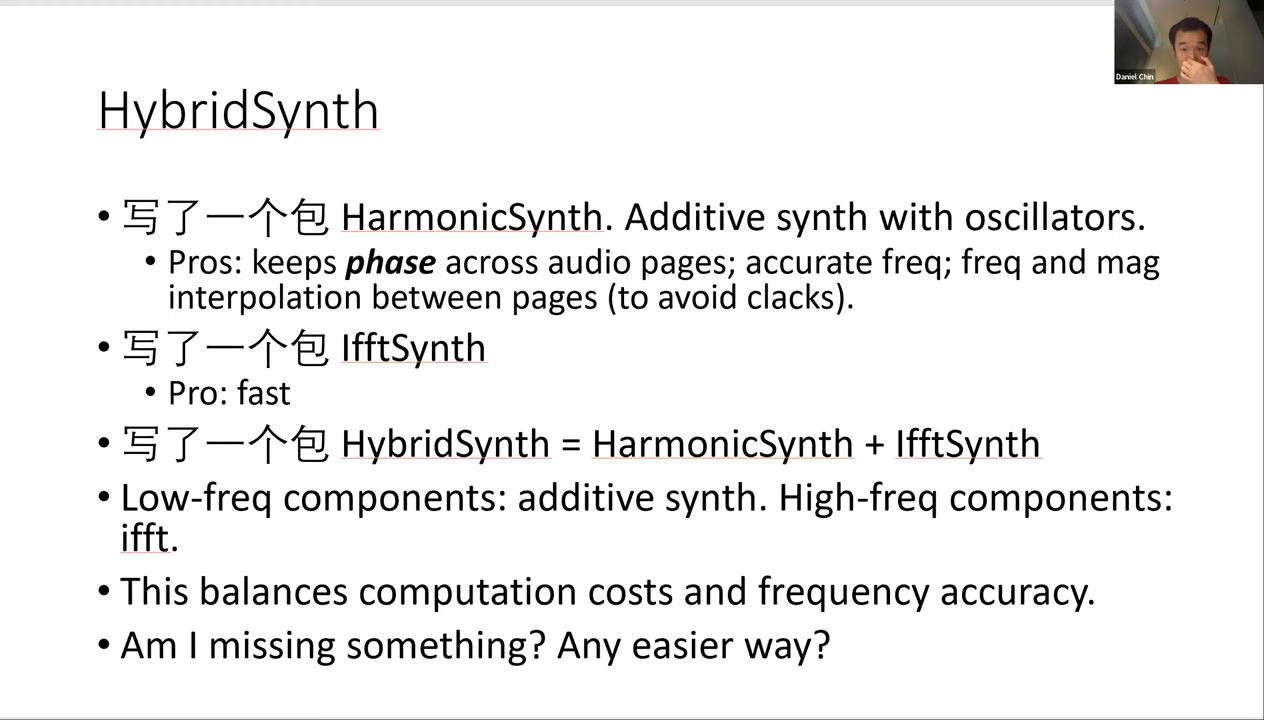 Daniel Chin
HybridSynth
• 写了一个包 HarmonicSynth. Additive synth with oscillators.
• Pros: keeps phase across audio pages; accurate freq; freq and mag
interpolation between pages (to avoid clacks).
• 写了一个包 IfftSynth
• Pro: fast
• 写了一个包 HybridSynth = HarmonicSynth + IfftSynth
• Low-freq components: additive synth. High-freq components:
ifft.
• This balances computation costs and frequency accuracy.
• Am I missing something? Any easier way?